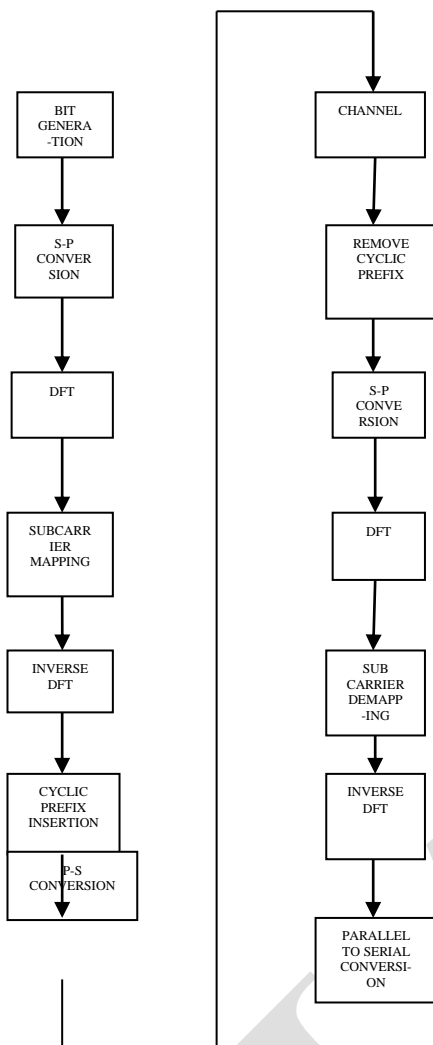 BIT
GENERA
-TION
S-P
CONVER
SION
DFT
SUBCARR
IER
MAPPING
INVERSE
DFT
CYCLIC
PREFIX
INSERTION
P-S
CONVERSION
CHANNEL
REMOVE
CYCLIC
PREFIX
S-P
CONVE
RSION
DFT
SUB
CARRIER
DEMAPP
-ING
INVERSE
DFT
PARALLEL
TO SERIAL
CONVERSI-
ON